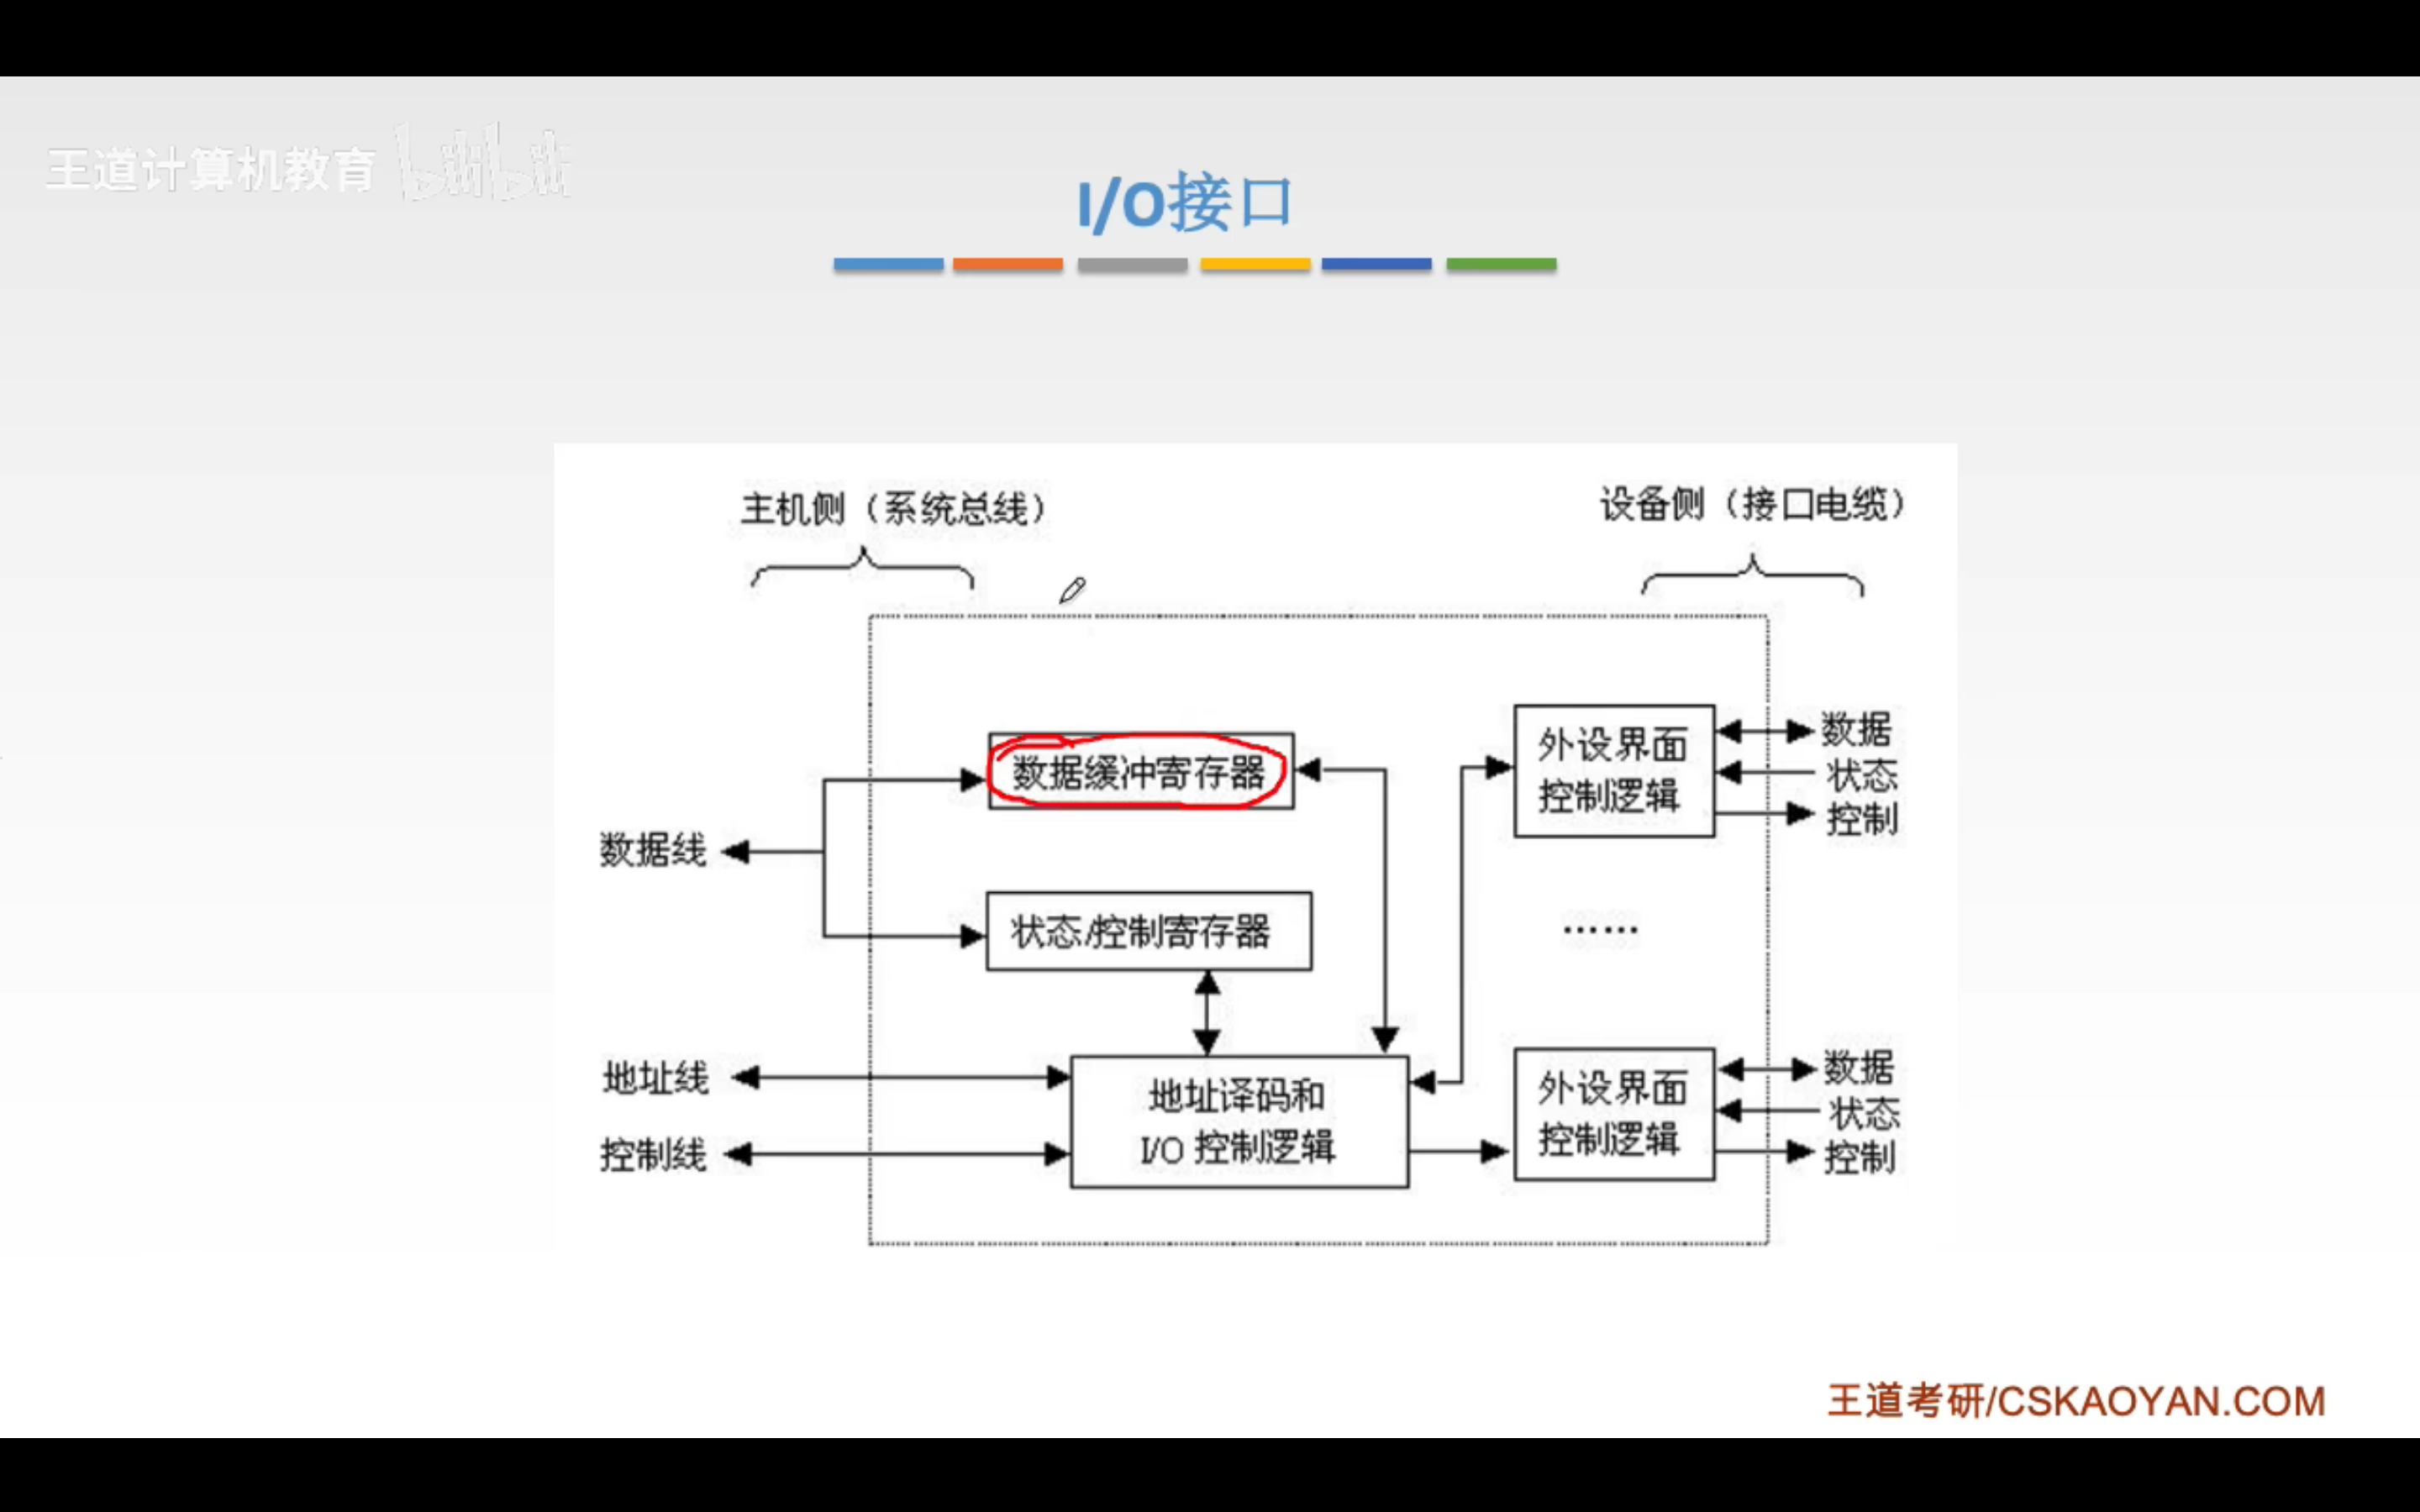 王道计算机教育 bilibili
I/O接口
主机侧（系统总线）
设备侧（接口电缆）
数据缓冲寄存器
外设界面
控制逻辑
数据
状态
控制
数据线
状态/控制寄存器
……
地址线
控制线
地址译码和
I/O 控制逻辑
外设界面
控制逻辑
数据
状态
控制
王道考研/CSKAOYAN.COM